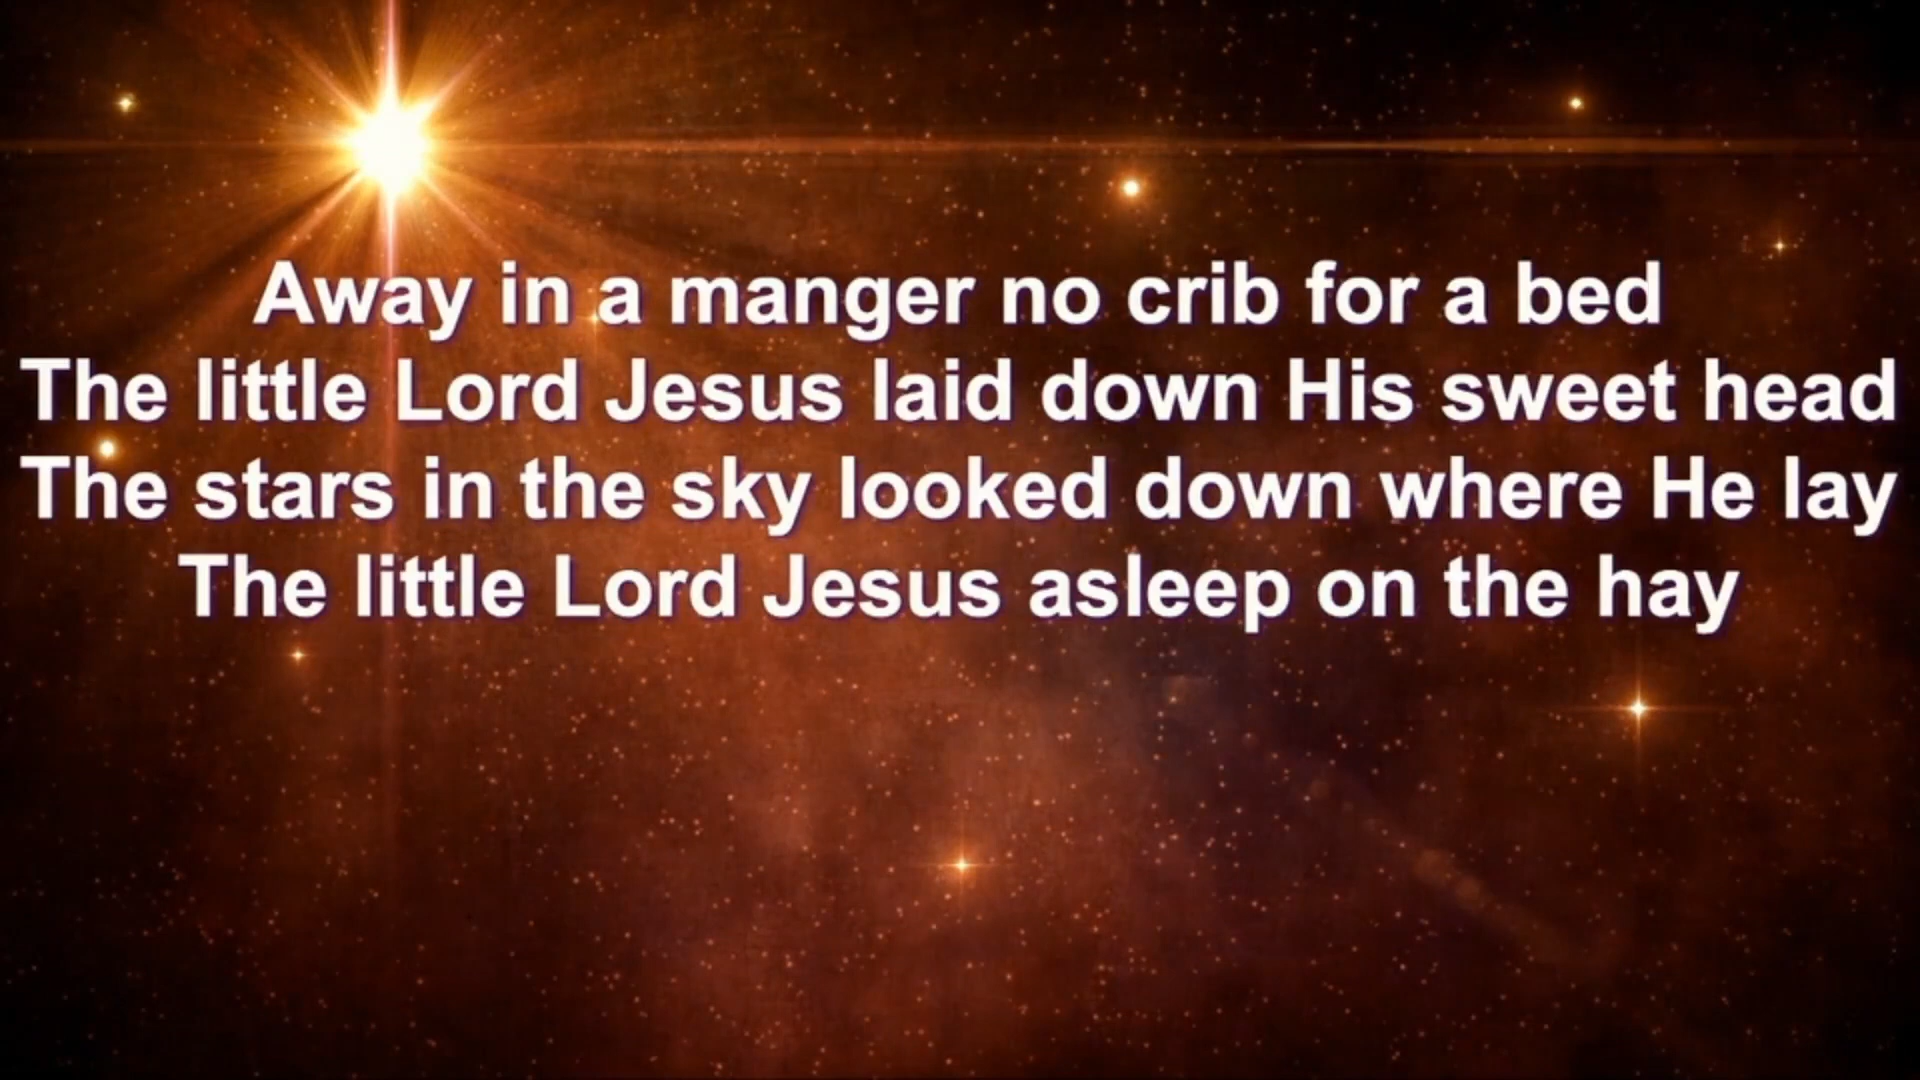 Away in a manger no crib for a bed
The little Lord Jesus laid down His sweet head
The stars in the sky looked down where He lay
The little Lord Jesus asleep on the hay